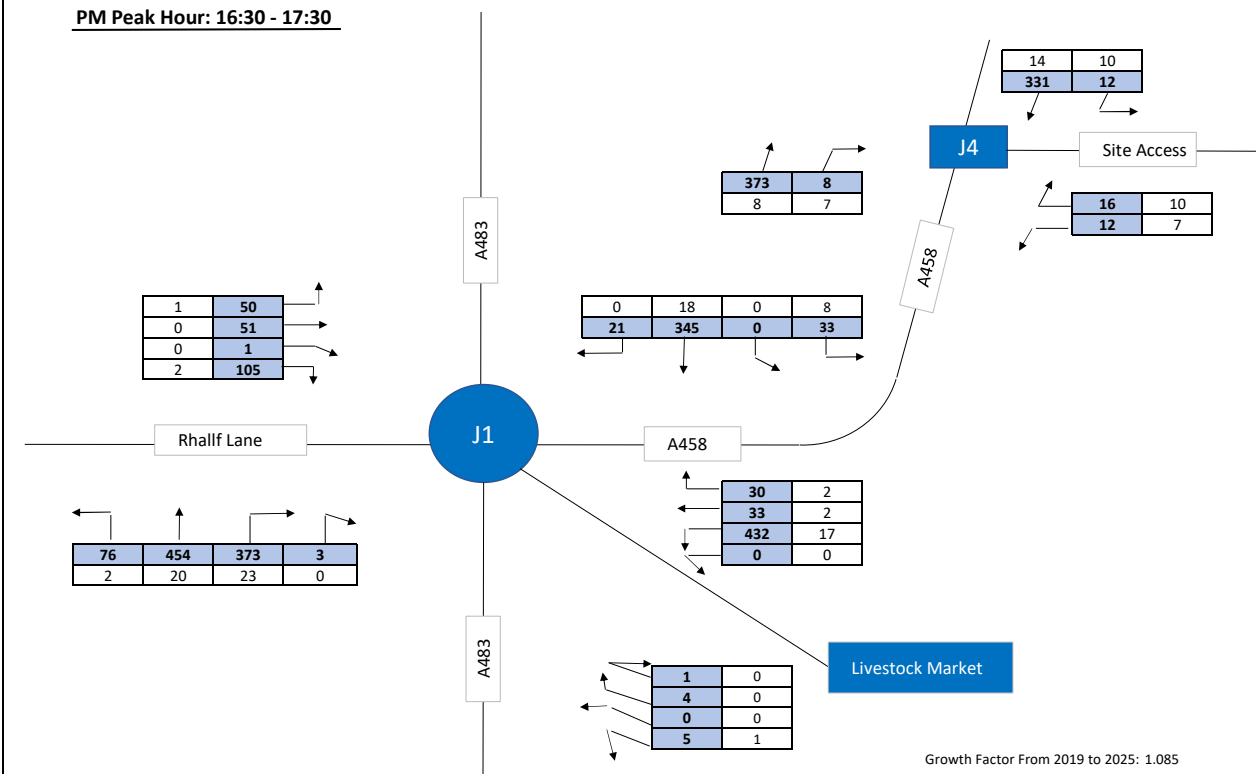 PM Peak Hour: 16:30 - 17:30
14 10
331 12
J4
Site Access
373 8
8 7
16 10
12 7
A483
A458
1 50
0 51
0 1
2 105
0 18 0 8
21 345 0 33
Rhallf Lane
J1
A458
30 2
33 2
432 17
0 0
76 454 373 3
2 20 23 0
A483
Livestock Market
1 0
4 0
0 0
5 1
Growth Factor From 2019 to 2025: 1.085